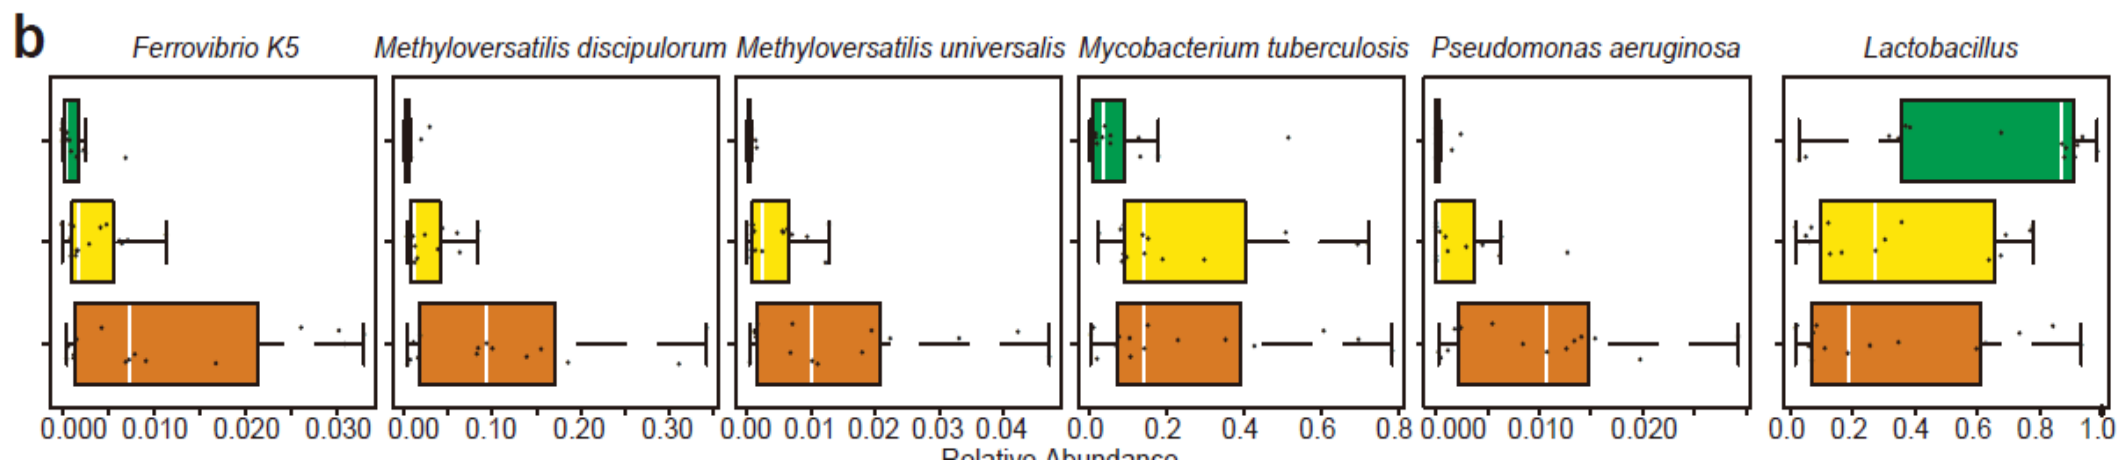 b
Ferrovibrio K5 Methyloversatilis discipulorum Methyloversatilis universalis Mycobacterium tuberculosis Pseudomonas aeruginosa Lactobacillus
0.000 0.010 0.020 0.030 0.00 0.10 0.20 0.30 0.00 0.01 0.02 0.03 0.04 0.0 0.2 0.4 0.6 0.8 0.000 0.010 0.020 0.0 0.2 0.4 0.6 0.8 1.0
Relative Abundance